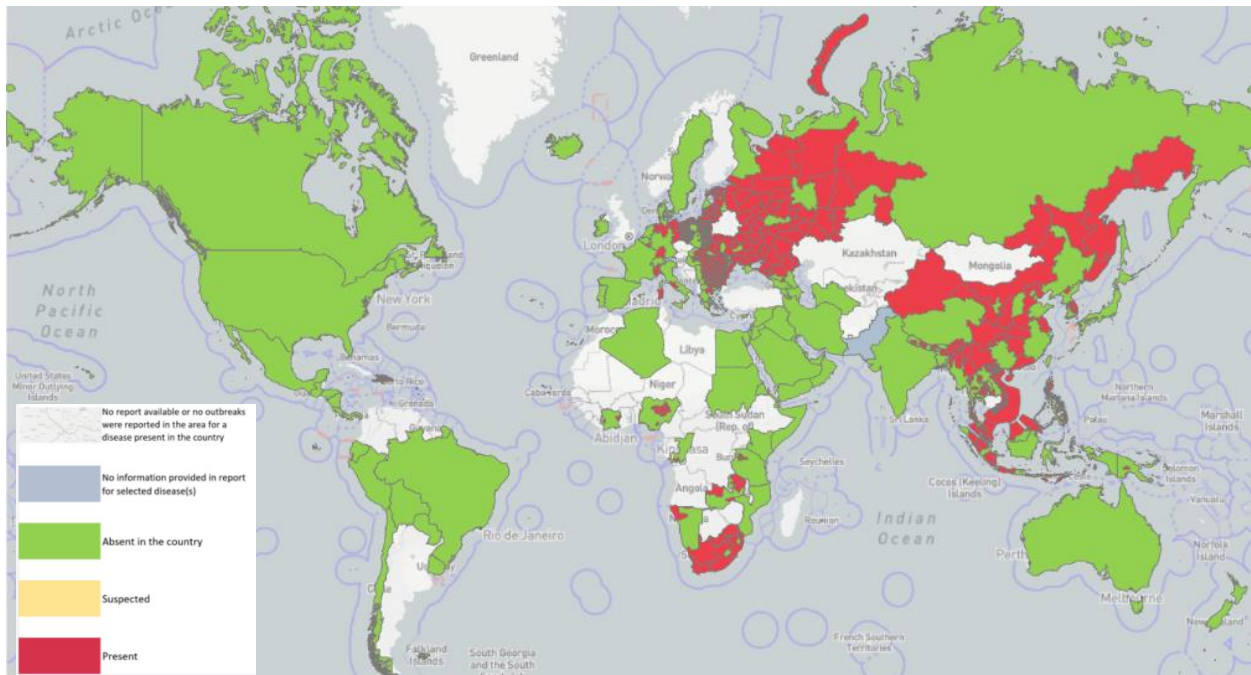 Arctic Ocean
Greenland
Norwa
London
Kazakhstan
Mongolia
North
Pacific
Ocean
New York
Bermuda
Bahamas
Puerto Rico
Grenada
Guyana
Cabo Verde
Morocc
Libya
Niger
South Sudan
(Rep. of)
Abidjan
Angola
Seychelles
Reunion
Sri Lanka
Palau
Northern
Mariana Islands
Marshall
Islands
Solomon
Islands
Vanuatu
Cocos (Keeling)
Islands
Indian
Ocean
Perth
Melbourne
Norfolk
Island
United States
Minor Outlying
Islands
Rio de Janeiro
Falkland
Islands
South Georgia
and the South
French Southern
Territories
No report available or no outbreaks
were reported in the area for a
disease present in the country
No information provided in report
for selected disease(s)
Absent in the country
Suspected
Present